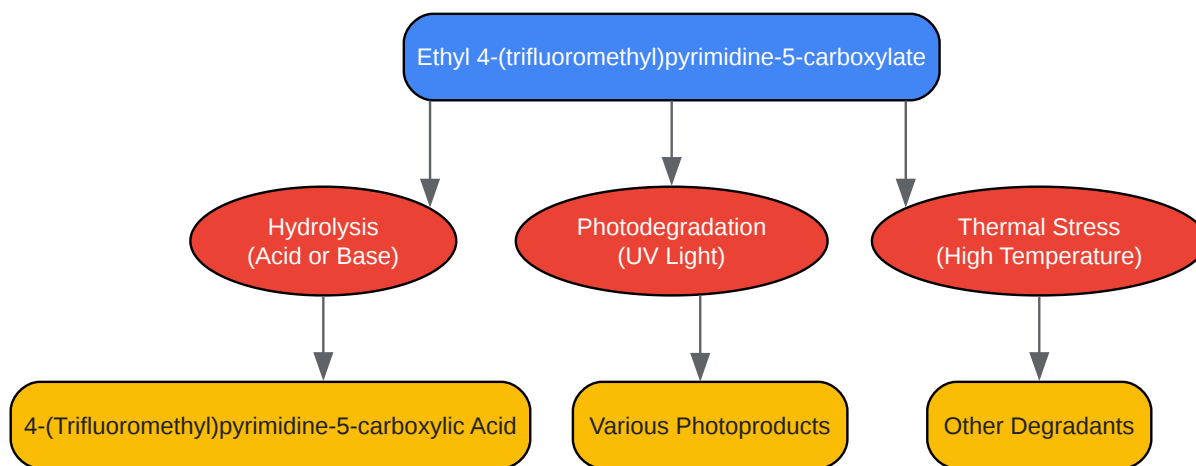 Ethyl 4-(trifluoromethyl)pyrimidine-5-carboxylate
Hydrolysis
(Acid or Base)
Photodegradation
(UV Light)
Thermal Stress
(High Temperature)
4-(Trifluoromethyl)pyrimidine-5-carboxylic Acid
Various Photoproducts
Other Degradants